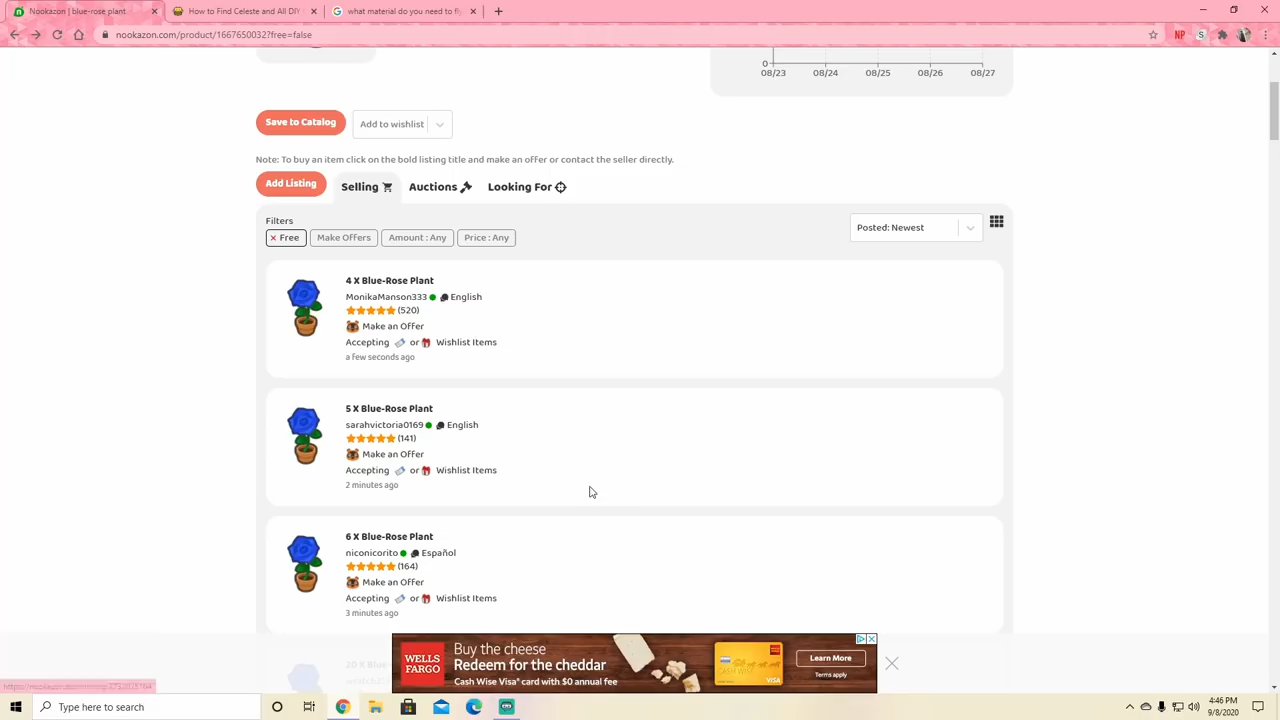 Nookazon | blue-rose plant
How to Find Celeste and All DIY
what material do you need to fly
nookazon.com/product/1667650032?free=false
NP
S
0
08/23 08/24 08/25 08/26 08/27
Save to Catalog
Add to wishlist
Note: To buy an item click on the bold listing title and make an offer or contact the seller directly.
Add Listing
Selling
Auctions
Looking For
Filters
× Free
Make Offers
Amount : Any
Price : Any
Posted: Newest
4 X Blue-Rose Plant
MonikaManson333 English
(520)
Make an Offer
Accepting or Wishlist Items
a few seconds ago
5 X Blue-Rose Plant
sarahvictoria0169 English
(141)
Make an Offer
Accepting or Wishlist Items
2 minutes ago
6 X Blue-Rose Plant
niconicorito Español
(164)
Make an Offer
Accepting or Wishlist Items
3 minutes ago
WELLS
FARGO
Buy the cheese
Redeem for the cheddar
Cash Wise Visa® card with $0 annual fee
CASH WISE
VISA
Learn More
Terms apply
Type here to search
4:46 PM
9/8/2020